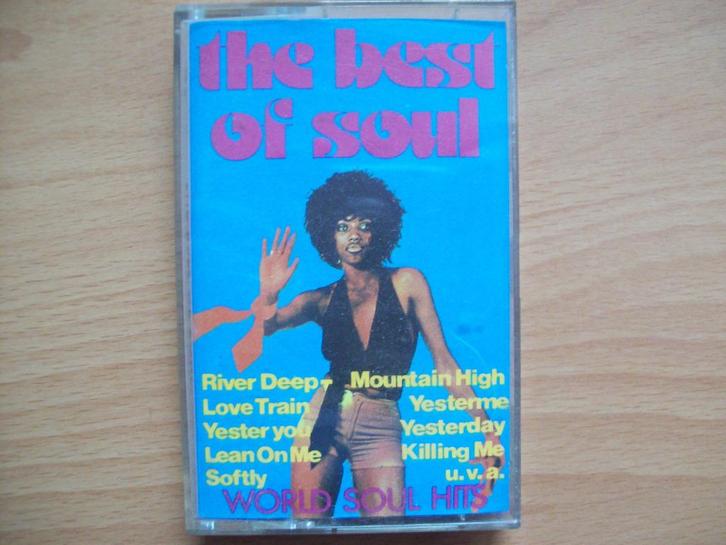 the best
of soul
River Deep- Mountain High
Love Train Yesterme
Yester you Yesterday
Lean On Me Killing Me
Softly u.v.a.
WORLD SOUL HITS